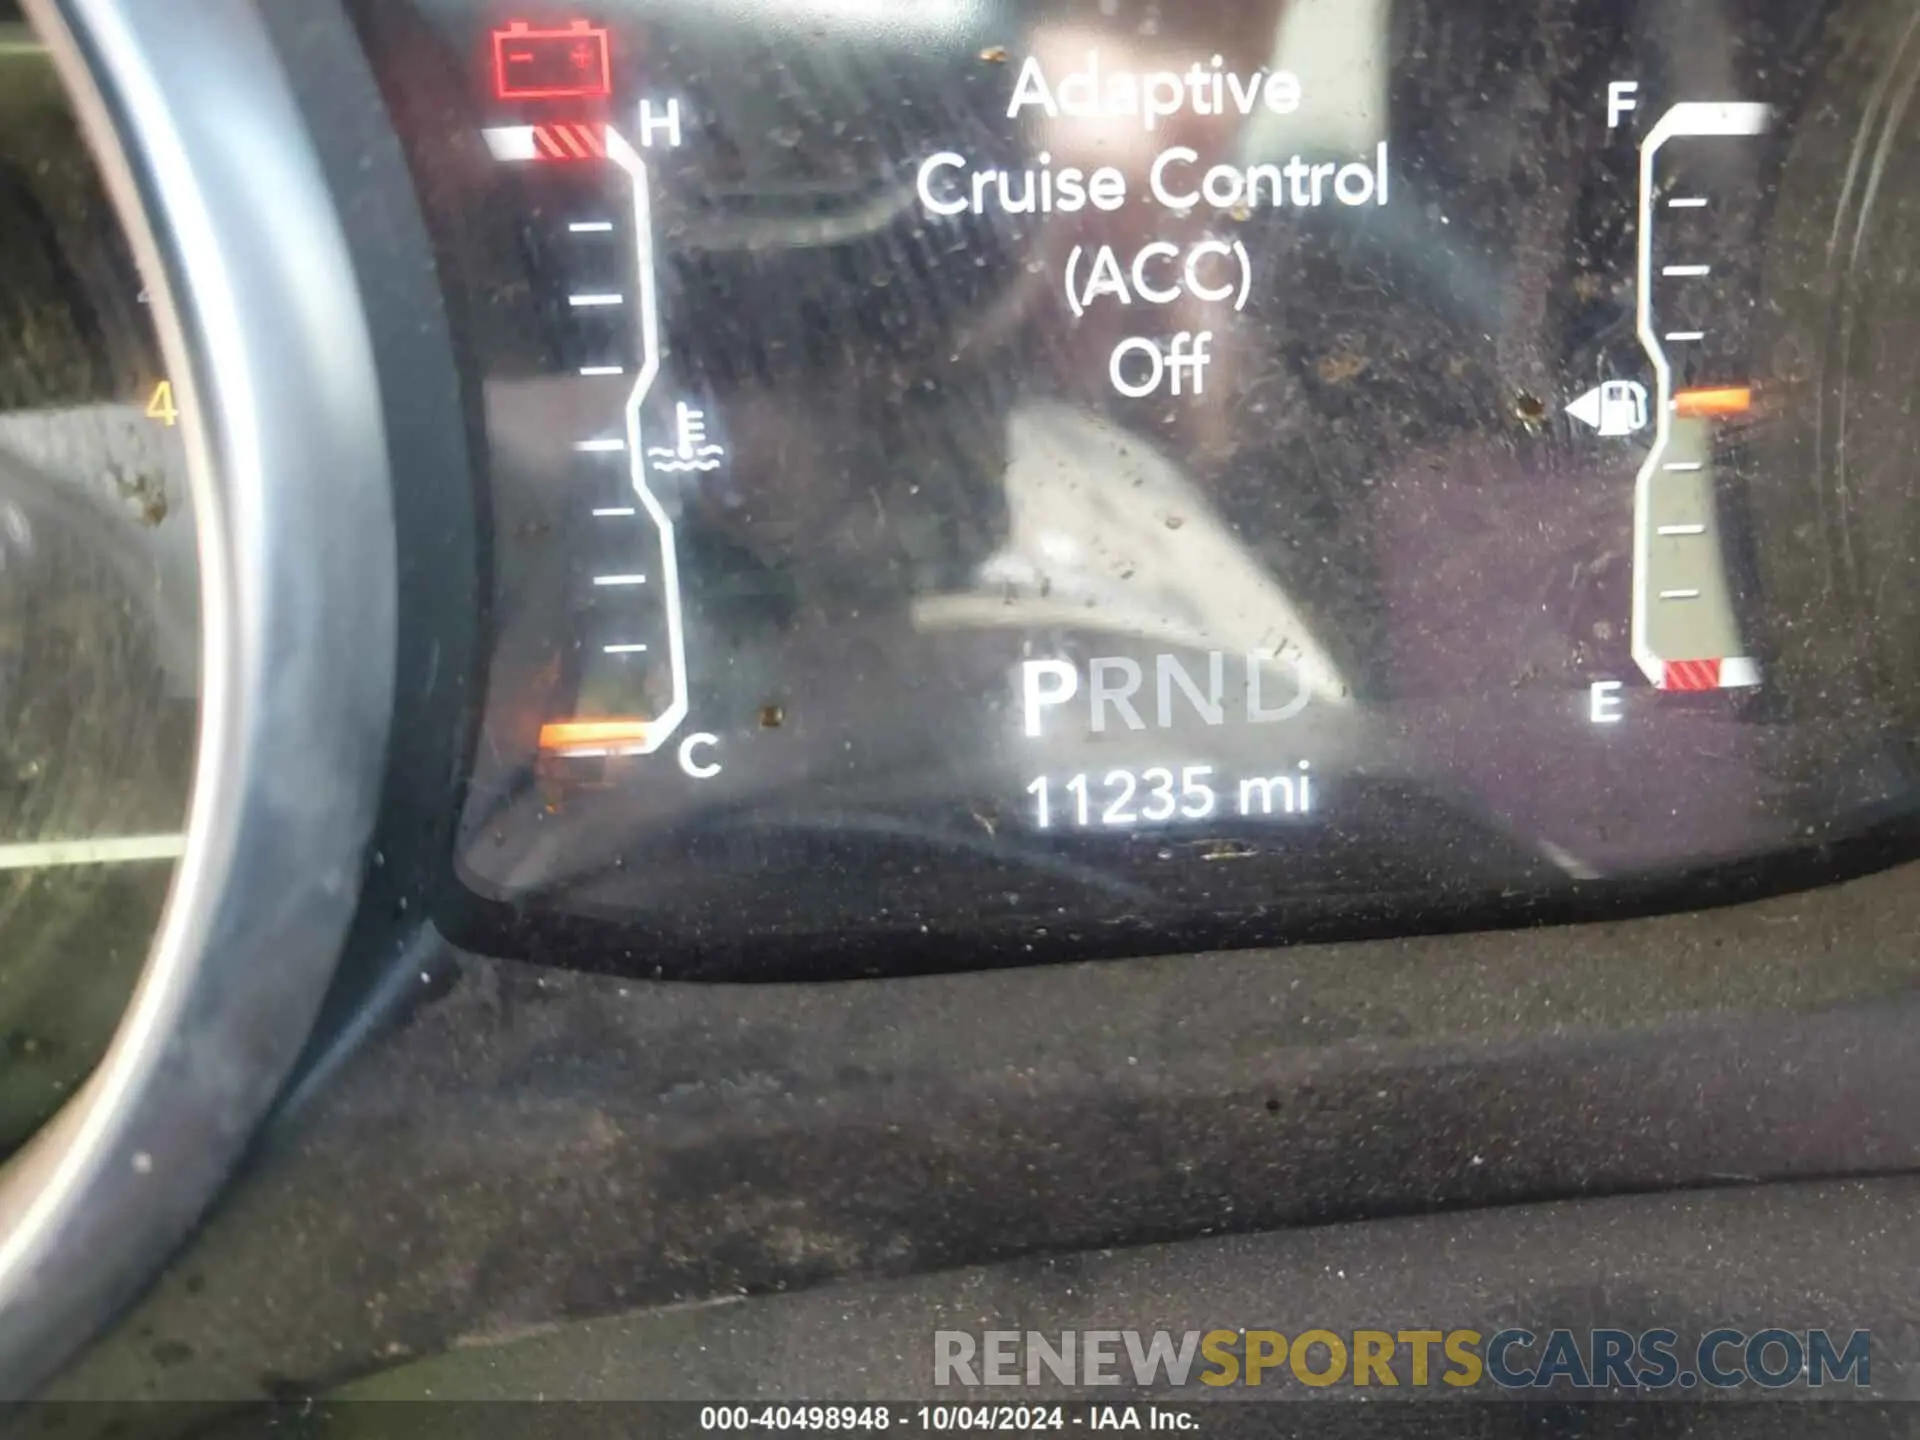 Adaptive
Cruise Control
(ACC)
Off
H
F
4
C
E
PRND
11235 mi
RENEWSPORTSCARS.COM
000-40498948 - 10/04/2024 - IAA Inc.